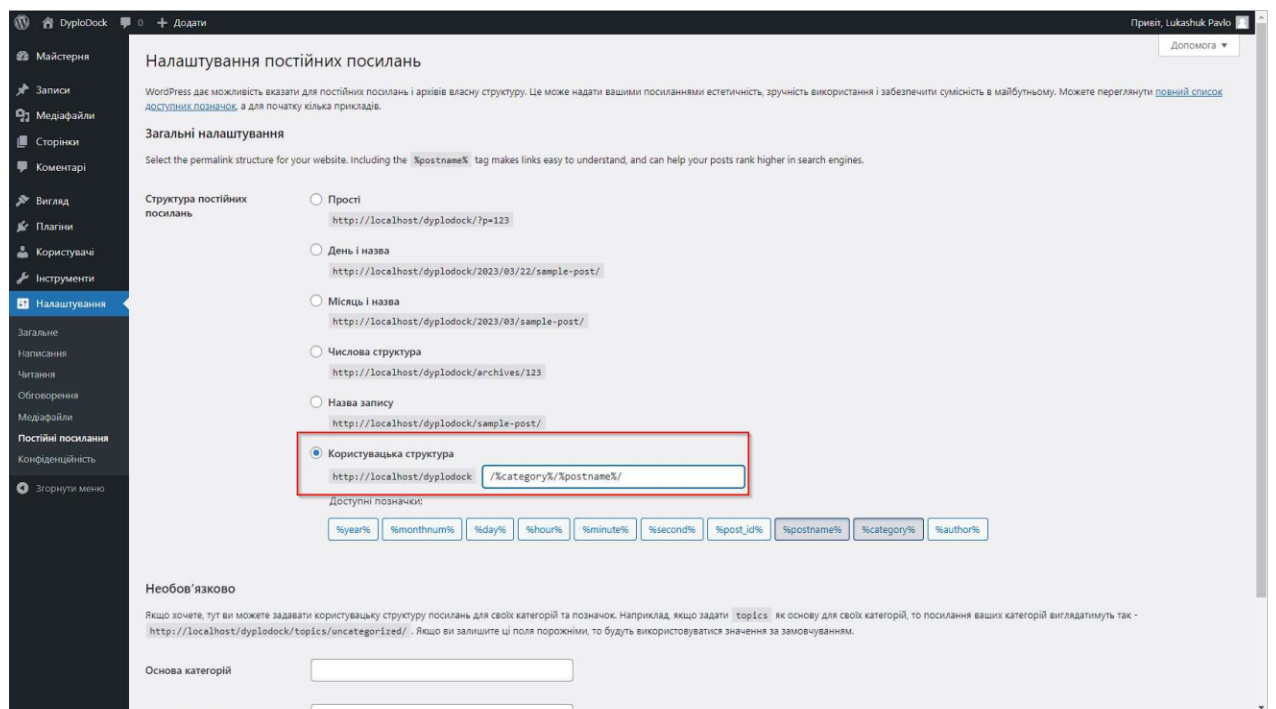 DyploDock 0 + Додати
Привіт, Lukashuk Pavlo
Майстерня
Записи
Медіафайли
Сторінки
Коментарі
Вигляд
Плагіни
Користувачі
Інструменти
Налаштування
Загальне
Написання
Читання
Обговорення
Медіафайли
Постійні посилання
Конфіденційність
Згорнути меню
Допомога
Налаштування постійних посилань
WordPress дає можливість вказати для постійних посилань і архівів власну структуру. Це може надати вашими посиланнями естетичність, зручність використання і забезпечити сумісність в майбутньому. Можете переглянути повний список
доступних позначок, а для початку кілька прикладів.
Загальні налаштування
Select the permalink structure for your website. Including the %postname% tag makes links easy to understand, and can help your posts rank higher in search engines.
Структура постійних
посилань
Прості
http://localhost/dyplodock/?p=123
День і назва
http://localhost/dyplodock/2023/03/22/sample-post/
Місяць і назва
http://localhost/dyplodock/2023/03/sample-post/
Числова структура
http://localhost/dyplodock/archives/123
Назва запису
http://localhost/dyplodock/sample-post/
Користувацька структура
http://localhost/dyplodock /%category%/%postname%/
Доступні позначки:
%year% %monthnum% %day% %hour% %minute% %second% %post_id% %postname% %category% %author%
Необов'язково
Якщо хочете, тут ви можете задавати користувацьку структуру посилань для своїх категорій та позначок. Наприклад, якщо задати topics як основу для своїх категорій, то посилання ваших категорій виглядатимуть так -
http://localhost/dyplodock/topics/uncategorized/ . Якщо ви залишите ці поля порожніми, то будуть використовуватися значення за замовчуванням.
Основа категорій